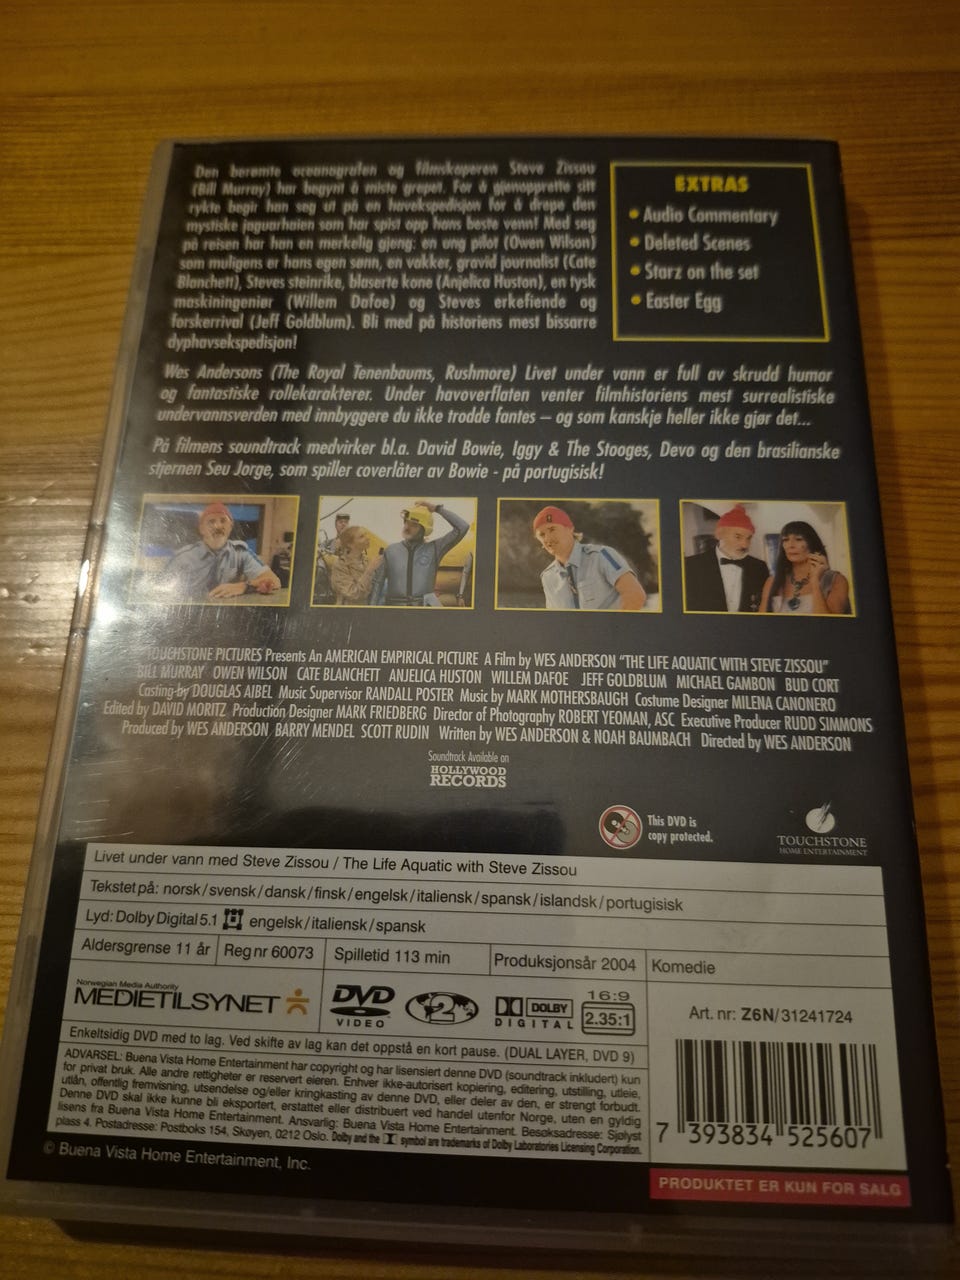 Den berømte oceanografen og filmskaperen Steve Zissou
(Bill Murray) har begynt å miste grepet. For å gjenopprette sitt
rykte begir han seg ut på en havekspedisjon for å drepe den
mystiske jaguarhaien som har spist opp hans beste venn! Med seg
på reisen har han en merkelig gjeng: en ung pilot (Owen Wilson)
som muligens er hans egen sønn, en vakker, gravid journalist (Cate
Blanchett), Steves steinrike, blaserte kone (Anjelica Huston), en tysk
maskiningeniør (Willem Dafoe) og Steves erkefiende og
forskerrival (Jeff Goldblum). Bli med på historiens mest bissarre
dyphavsekspedisjon!
EXTRAS
• Audio Commentary
• Deleted Scenes
• Starz on the set
• Easter Egg
Wes Andersons (The Royal Tenenbaums, Rushmore) Livet under vann er full av skrudd humor
og fantastiske rollekarakterer. Under havoverflaten venter filmhistoriens mest surrealistiske
undervannsverden med innbyggere du ikke trodde fantes – og som kanskje heller ikke gjør det...
På filmens soundtrack medvirker bl.a. David Bowie, Iggy & The Stooges, Devo og den brasilianske
stjernen Seu Jorge, som spiller coverlåter av Bowie - på portugisisk!
TOUCHSTONE PICTURES Presents An AMERICAN EMPIRICAL PICTURE A Film by WES ANDERSON "THE LIFE AQUATIC WITH STEVE ZISSOU"
BILL MURRAY OWEN WILSON CATE BLANCHETT ANJELICA HUSTON WILLEM DAFOE JEFF GOLDBLUM MICHAEL GAMBON BUD CORT
Casting by DOUGLAS AIBEL Music Supervisor RANDALL POSTER Music by MARK MOTHERSBAUGH Costume Designer MILENA CANONERO
Edited by DAVID MORITZ Production Designer MARK FRIEDBERG Director of Photography ROBERT YEOMAN, ASC Executive Producer RUDD SIMMONS
Produced by WES ANDERSON BARRY MENDEL SCOTT RUDIN Written by WES ANDERSON & NOAH BAUMBACH Directed by WES ANDERSON
Soundtrack Available on
HOLLYWOOD
RECORDS
This DVD is
copy protected.
TOUCHSTONE
HOME ENTERTAINMENT
Livet under vann med Steve Zissou / The Life Aquatic with Steve Zissou
Tekstet på: norsk/svensk/dansk/finsk/engelsk/italiensk/spansk/islandsk/portugisisk
Lyd: Dolby Digital 5.1 engelsk/italiensk/spansk
Aldersgrense 11 år Reg nr 60073 Spilletid 113 min Produksjonsår 2004 Komedie
Norwegian Media Authority
MEDIETILSYNET
DVD
VIDEO
2
DOLBY
DIGITAL
16:9
2.35:1
Art. nr: Z6N/31241724
Enkeltsidig DVD med to lag. Ved skifte av lag kan det oppstå en kort pause. (DUAL LAYER, DVD 9)
ADVARSEL: Buena Vista Home Entertainment har copyright og har lisensiert denne DVD (soundtrack inkludert) kun
for privat bruk. Alle andre rettigheter er reservert eieren. Enhver ikke-autorisert kopiering, editering, utstilling, utleie,
utlån, offentlig fremvisning, utsendelse og/eller kringkasting av denne DVD, eller deler av den, er strengt forbudt.
Denne DVD skal ikke kunne bli eksportert, erstattet eller distribuert ved handel utenfor Norge, uten en gyldig
lisens fra Buena Vista Home Entertainment. Ansvarlig: Buena Vista Home Entertainment. Besøksadresse: Sjølyst
plass 4. Postadresse: Postboks 154, Skøyen, 0212 Oslo. Dolby and the symbol are trademarks of Dolby Laboratories Licensing Corporation.
7 393834 525607
© Buena Vista Home Entertainment, Inc.
PRODUKTET ER KUN FOR SALG